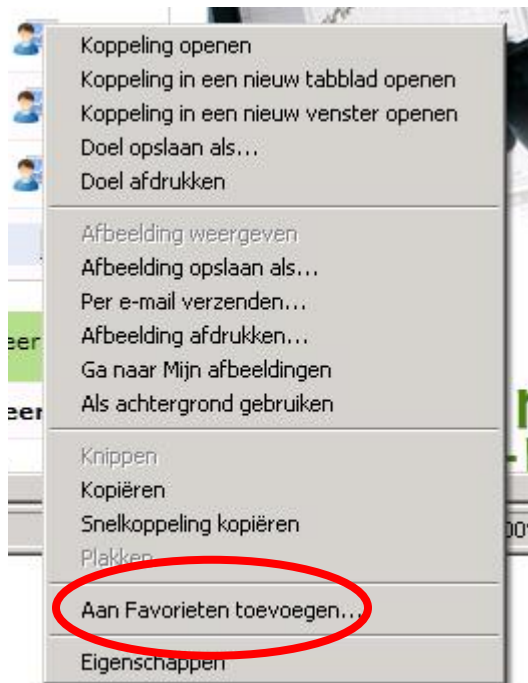 Koppeling openen
Koppeling in een nieuw tabblad openen
Koppeling in een nieuw venster openen
Doel opslaan als...
Doel afdrukken
Afbeelding weergeven
Afbeelding opslaan als...
Per e-mail verzenden...
Afbeelding afdrukken...
Ga naar Mijn afbeeldingen
Als achtergrond gebruiken
Knippen
Kopiëren
Snelkoppeling kopiëren
Plakken
Aan Favorieten toevoegen...
Eigenschappen